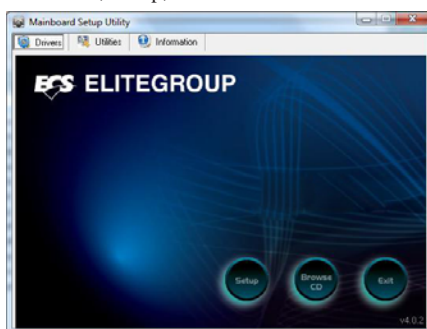 Mainboard Setup Utility
Drivers Utilities Information
ECS ELITEGROUP
Setup
Browse
CD
Exit
v4.0.2